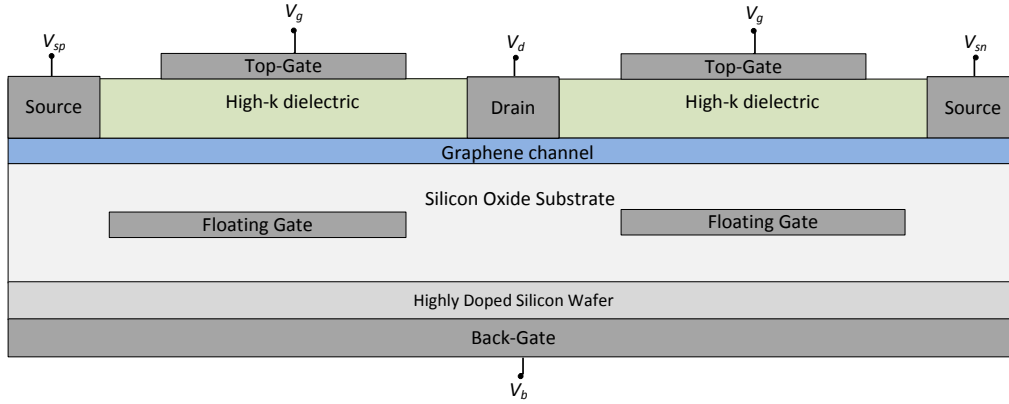 Vg
Vg
Vsp
Vd
Vsn
Top-Gate
Top-Gate
Source
High-k dielectric
Drain
High-k dielectric
Source
Graphene channel
Silicon Oxide Substrate
Floating Gate
Floating Gate
Highly Doped Silicon Wafer
Back-Gate
Vb